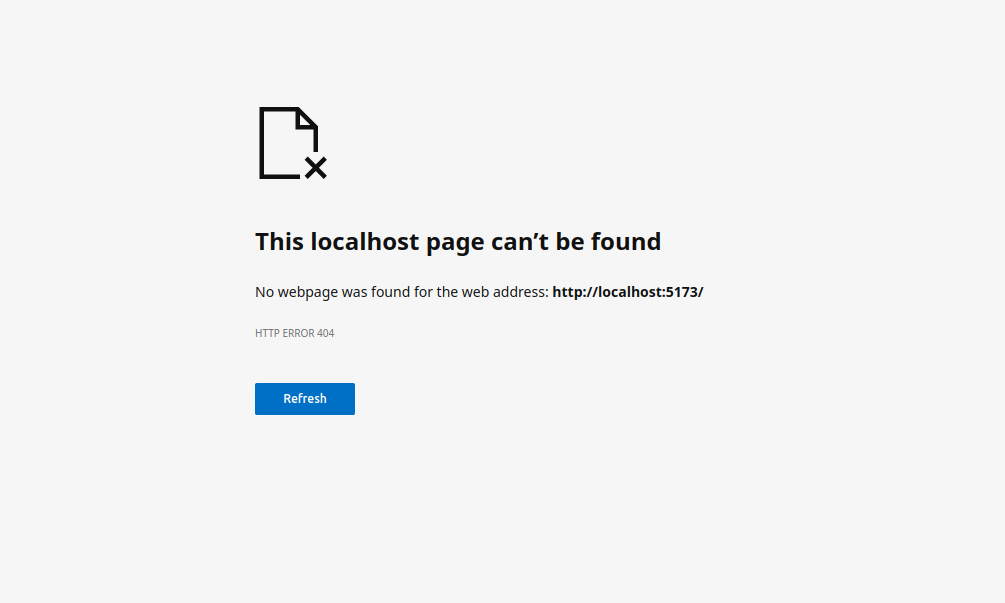 This localhost page can’t be found
No webpage was found for the web address: http://localhost:5173/
HTTP ERROR 404
Refresh